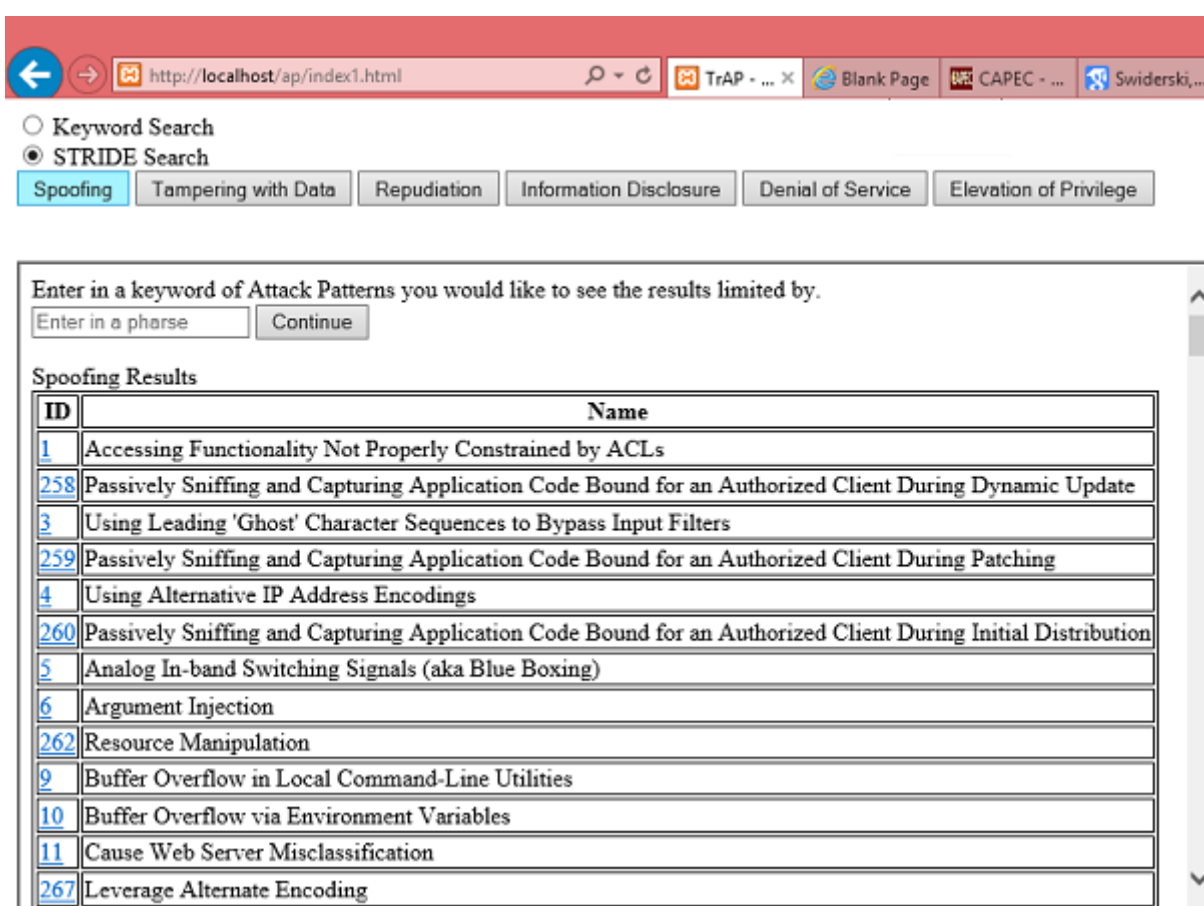 http://localhost/ap/index1.html TrAP - ... Blank Page CAPEC - ... Swiderski,...
Keyword Search
STRIDE Search
Spoofing Tampering with Data Repudiation Information Disclosure Denial of Service Elevation of Privilege
Enter in a keyword of Attack Patterns you would like to see the results limited by.
Enter in a pharse Continue
Spoofing Results
ID Name
1 Accessing Functionality Not Properly Constrained by ACLs
258 Passively Sniffing and Capturing Application Code Bound for an Authorized Client During Dynamic Update
3 Using Leading 'Ghost' Character Sequences to Bypass Input Filters
259 Passively Sniffing and Capturing Application Code Bound for an Authorized Client During Patching
4 Using Alternative IP Address Encodings
260 Passively Sniffing and Capturing Application Code Bound for an Authorized Client During Initial Distribution
5 Analog In-band Switching Signals (aka Blue Boxing)
6 Argument Injection
262 Resource Manipulation
9 Buffer Overflow in Local Command-Line Utilities
10 Buffer Overflow via Environment Variables
11 Cause Web Server Misclassification
267 Leverage Alternate Encoding